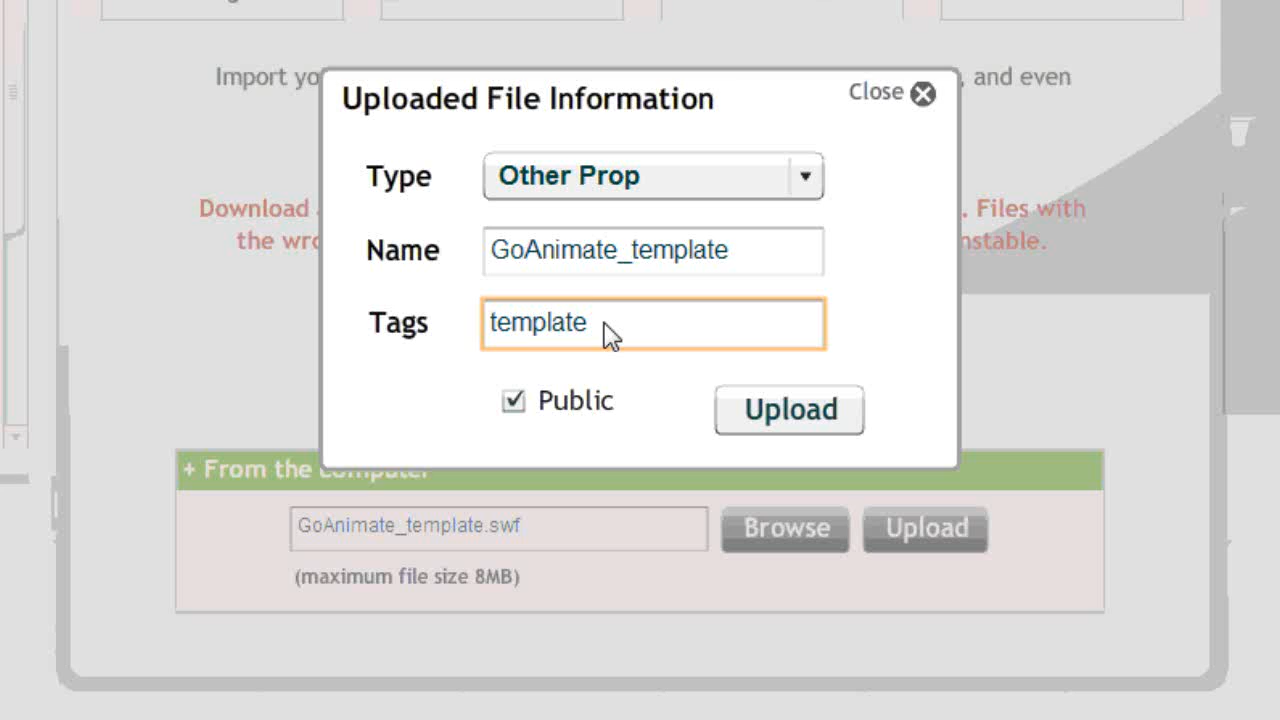 Import yo
, and even
Uploaded File Information
Close
Type
Other Prop
Download
. Files with
the wro
nstable.
Name
GoAnimate_template
Tags
template
Public
Upload
+ From the computer
GoAnimate_template.swf
Browse
Upload
(maximum file size 8MB)